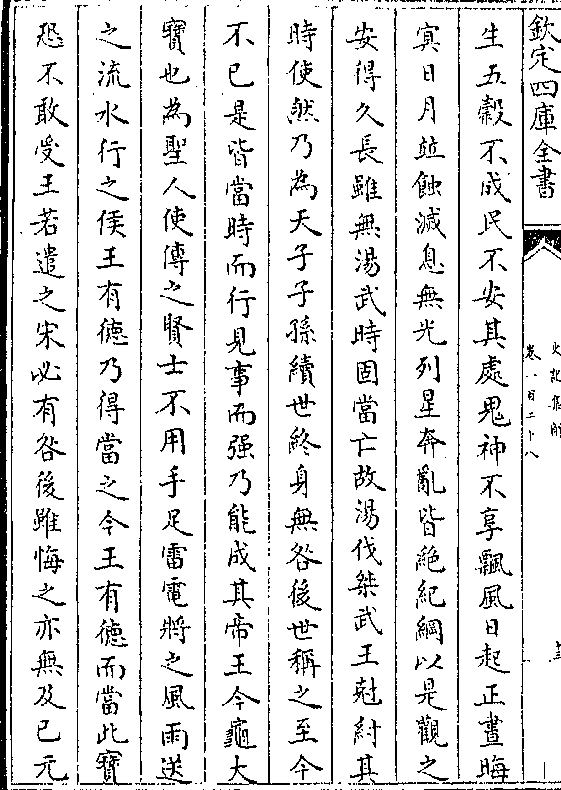 欽定四庫全書
史記集解
卷一百二十八
生五穀不成民不安其處鬼神不享飄風日起正晝晦
㝠日月竝蝕滅息無光列星奔亂皆絶紀綱以是觀之
安得久長雖無湯武時固當亡故湯伐桀武王尅紂其
時使然乃為天子子孫續世終身無咎後世稱之至今
不已是皆當時而行見事而强乃能成其帝王今龜大
寶也為聖人使傳之賢士不用手足雷電將之風雨送
之流水行之侯王有德乃得當之今王有德而當此寶
恐不敢受王若遣之宋必有咎後雖悔之亦無及已元